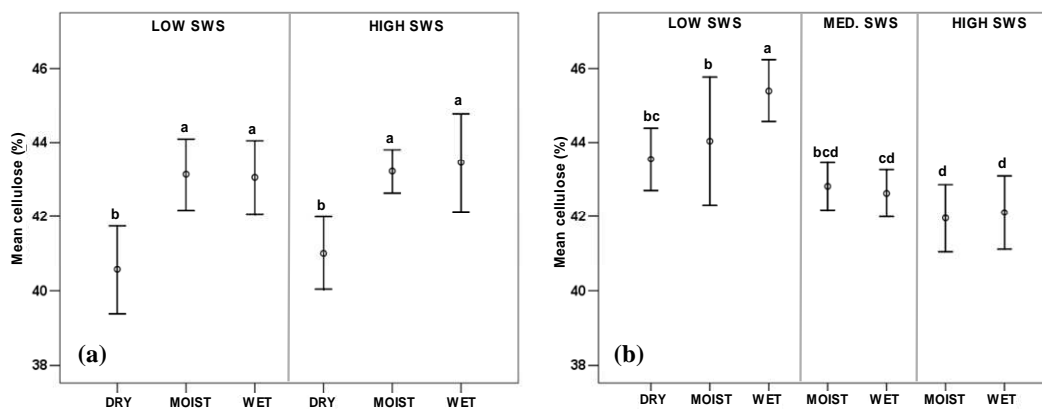 LOW SWS HIGH SWS
Mean cellulose (%)
46
44
42
40
38
b a a b a a
(a)
DRY MOIST WET DRY MOIST WET
LOW SWS MED. SWS HIGH SWS
Mean cellulose (%)
46
44
42
40
38
bc b a bcd cd d d
(b)
DRY MOIST WET MOIST WET MOIST WET